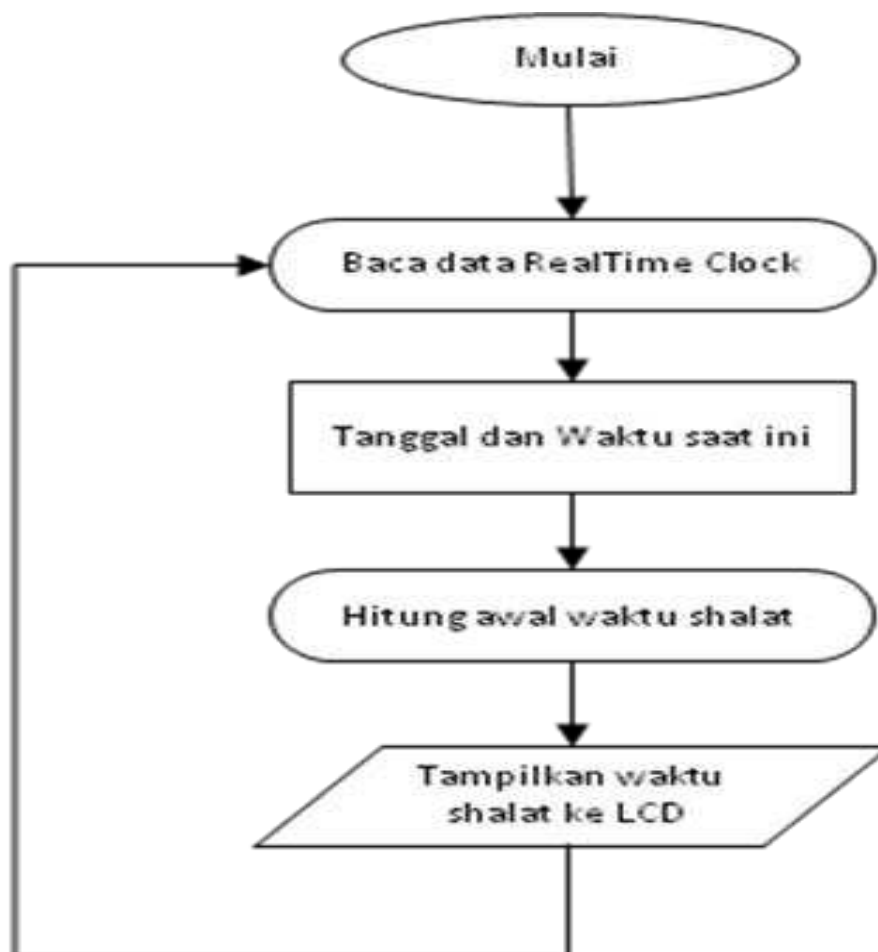 Mulai
Baca data RealTime Clock
Tanggal dan Waktu saat ini
Hitung awal waktu shalat
Tampilkan waktu
shalat ke LCD